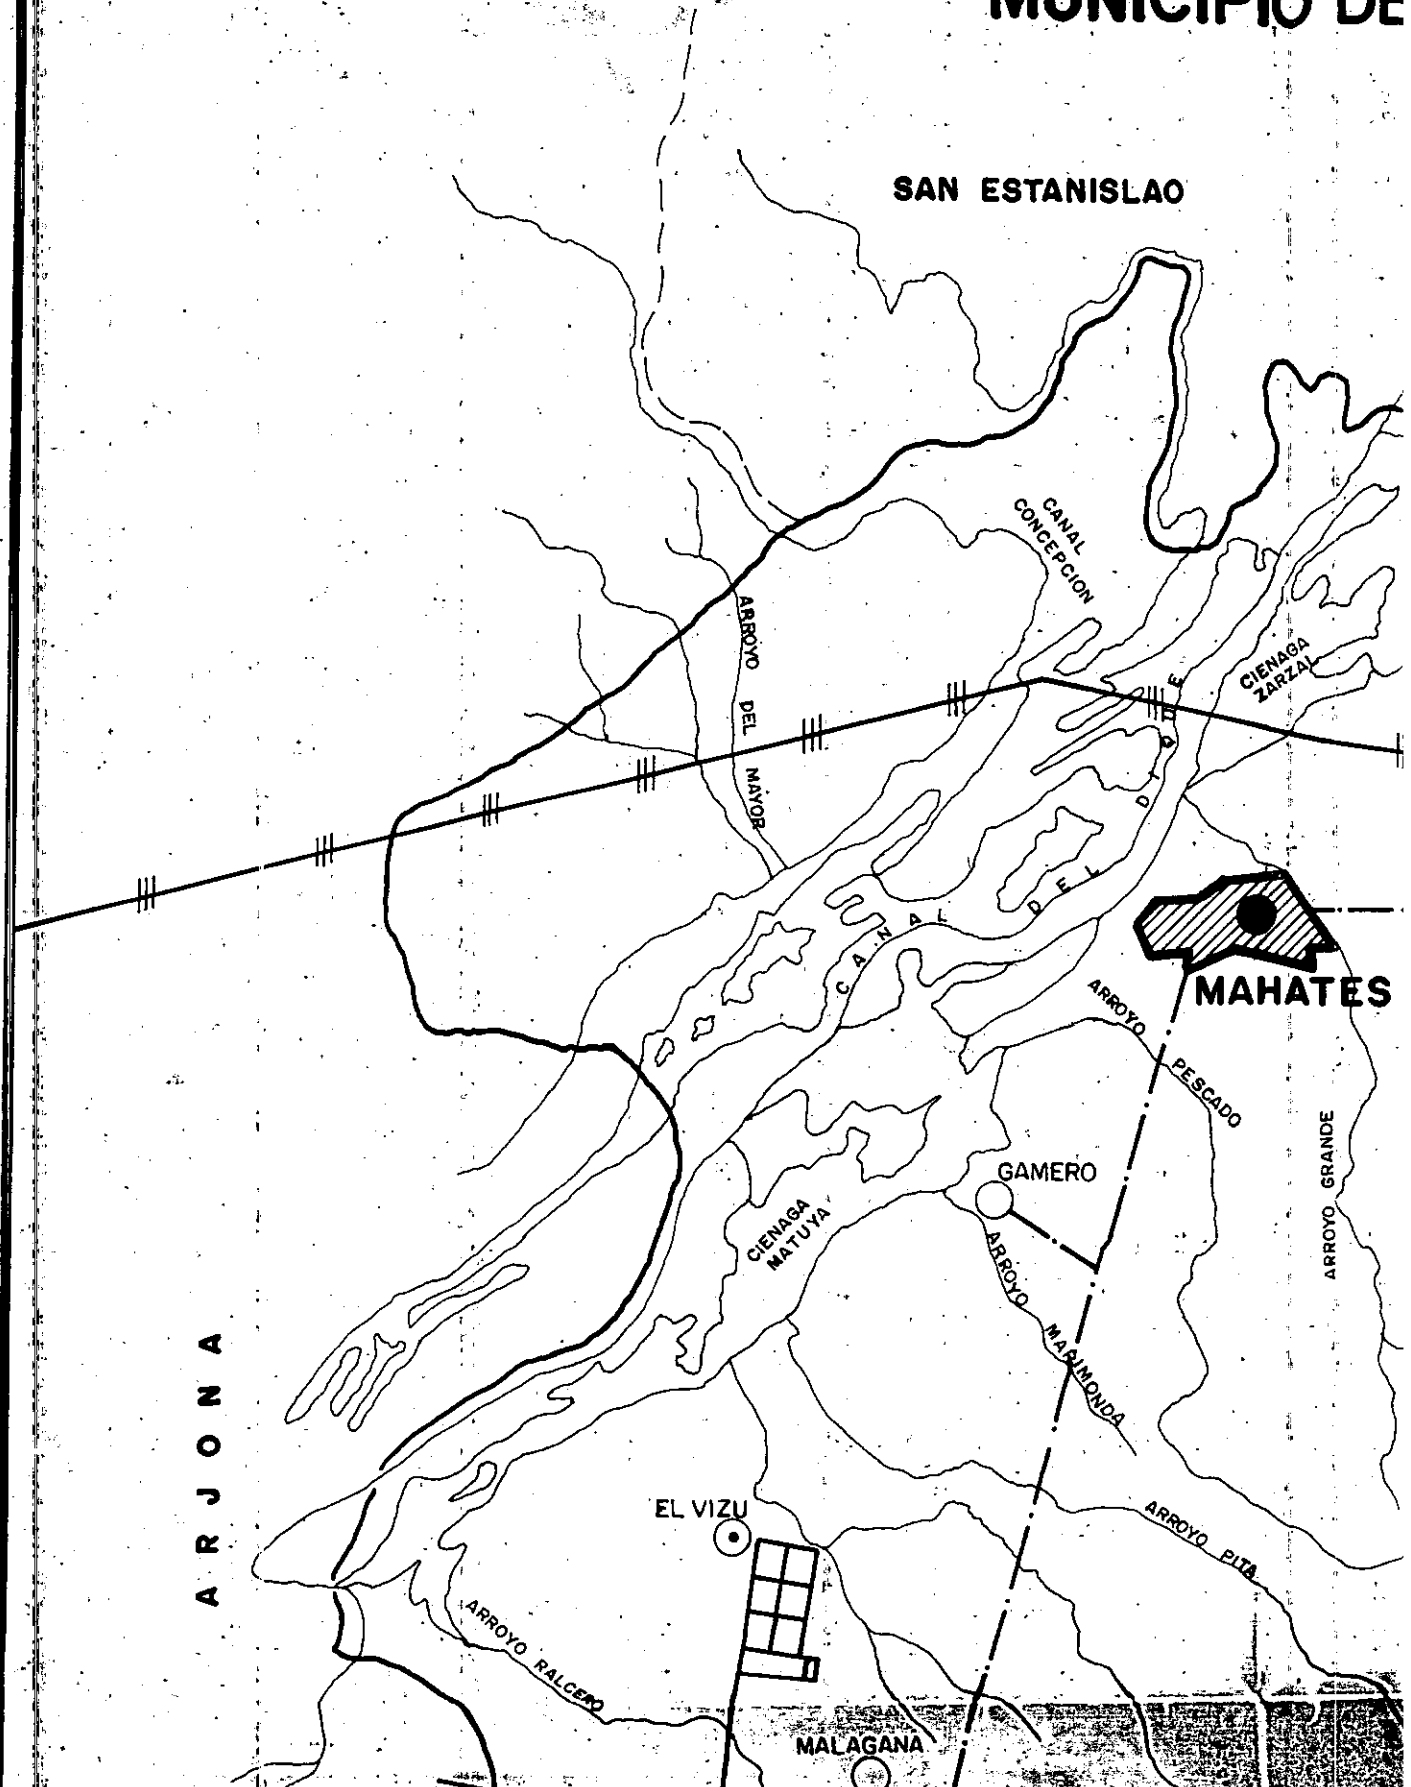 MUNICIPIO DE
SAN ESTANISLAO
CANAL
CONCEPCION
ARROYO DEL MAYOR
CIENAGA
ZARZAL
CANAL DEL DIQUE
MAHATES
ARROYO PESCADO
ARROYO GRANDE
GAMERO
CIENAGA
MATUYA
ARROYO MARIMONDA
ARJONA
EL VIZU
ARROYO PITA
ARROYO RALCERO
MALAGANA